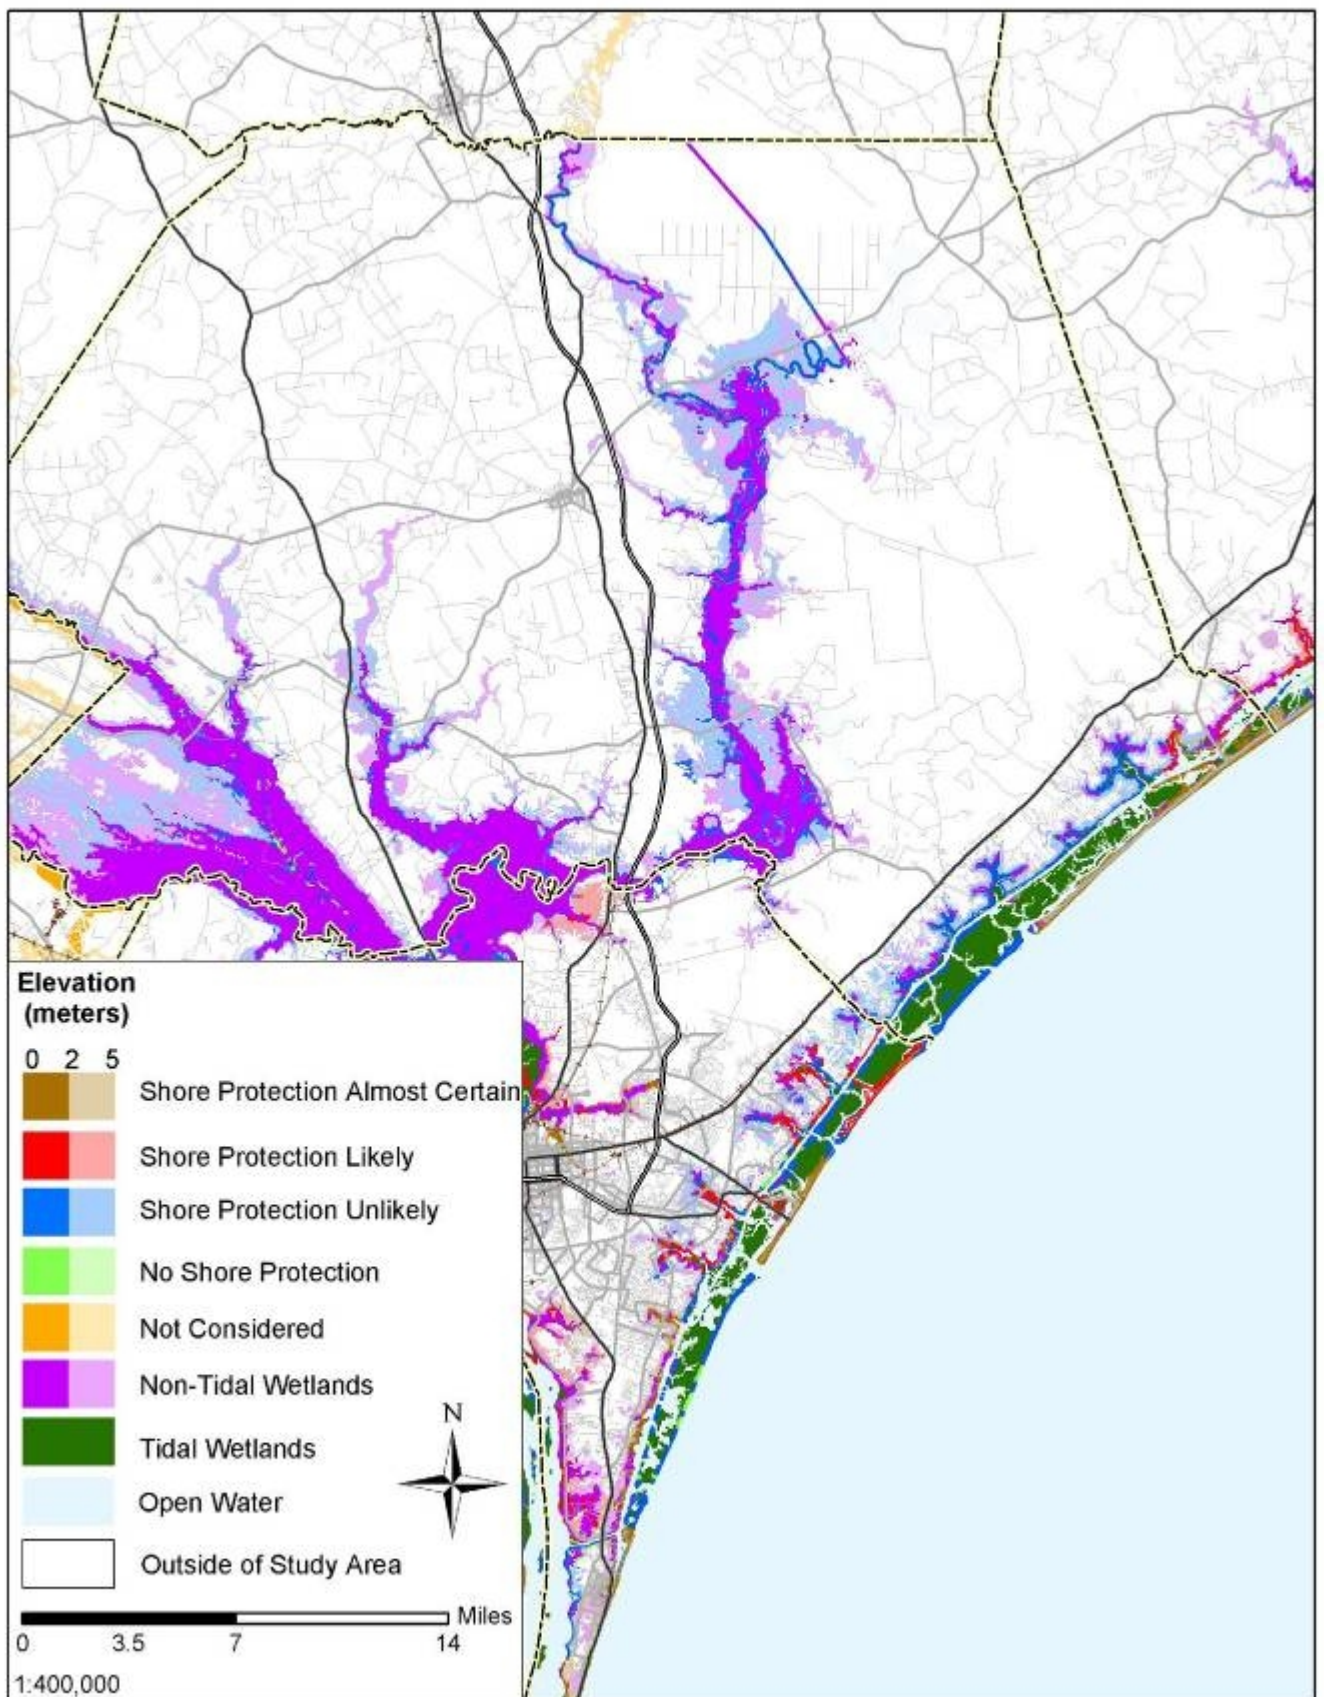 Elevation
(meters)
0 2 5
Shore Protection Almost Certain
Shore Protection Likely
Shore Protection Unlikely
No Shore Protection
Not Considered
Non-Tidal Wetlands
N
Tidal Wetlands
Open Water
Outside of Study Area
Miles
0 3.5 7 14
1:400,000